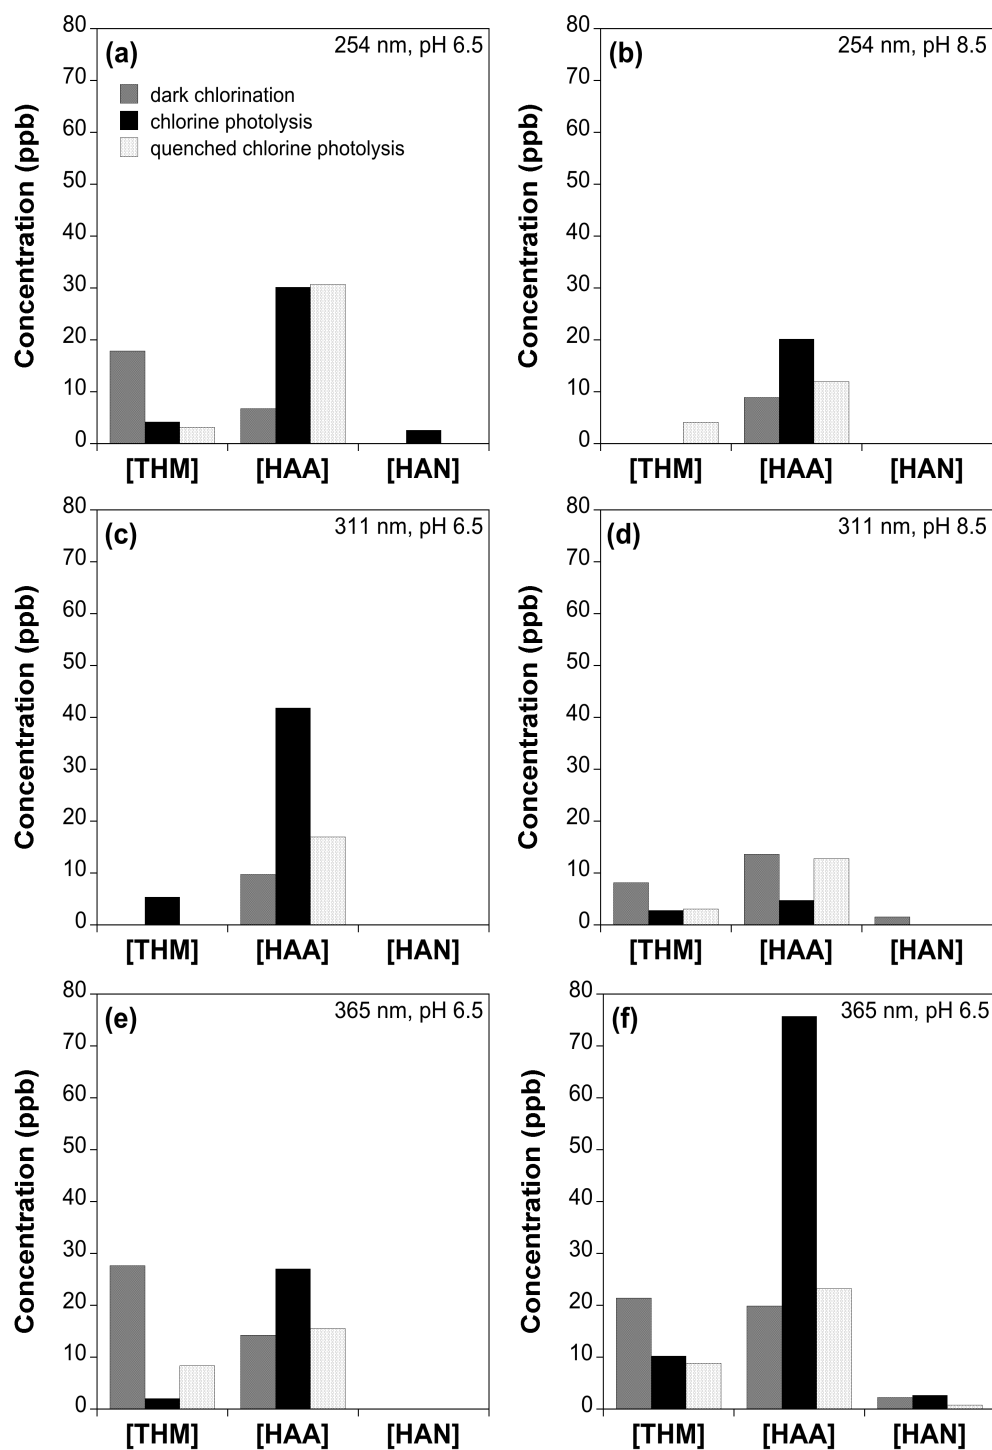 (a)
254 nm, pH 6.5
dark chlorination
chlorine photolysis
quenched chlorine photolysis
Concentration (ppb)
80
70
60
50
40
30
20
10
0
[THM] [HAA] [HAN]
(b)
254 nm, pH 8.5
Concentration (ppb)
80
70
60
50
40
30
20
10
0
[THM] [HAA] [HAN]
(c)
311 nm, pH 6.5
Concentration (ppb)
80
70
60
50
40
30
20
10
0
[THM] [HAA] [HAN]
(d)
311 nm, pH 8.5
Concentration (ppb)
80
70
60
50
40
30
20
10
0
[THM] [HAA] [HAN]
(e)
365 nm, pH 6.5
Concentration (ppb)
80
70
60
50
40
30
20
10
0
[THM] [HAA] [HAN]
(f)
365 nm, pH 6.5
Concentration (ppb)
80
70
60
50
40
30
20
10
0
[THM] [HAA] [HAN]